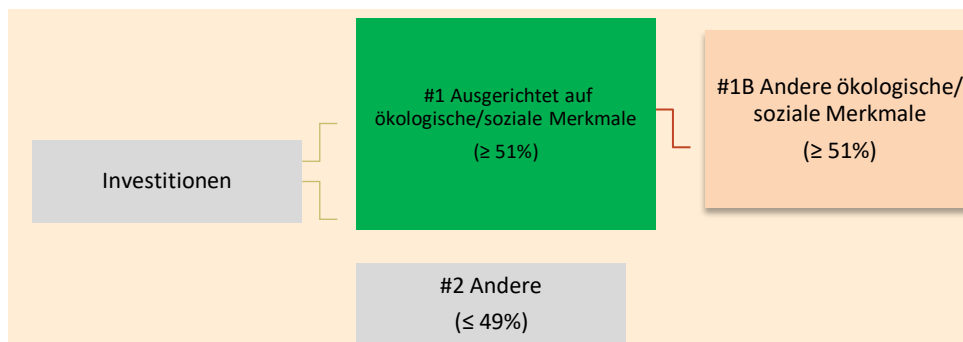 #1 Ausgerichtet auf
ökologische/soziale Merkmale
(≥ 51%)
#1B Andere ökologische/
soziale Merkmale
(≥ 51%)
Investitionen
#2 Andere
(≤ 49%)